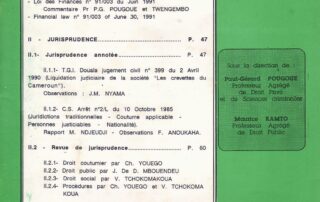 - Loi des Finances N° 91/003 du Juin 1991
Commentaire Pr P.G. POUGOUE et TWENGEMBO
- Financial law n° 91/003 of June 30, 1991
II - JURISPRUDENCE P. 47
II.1- Jurisprudence annotée P. 47
II.1.1- T.G.I. Douala jugement civil n° 399 du 2 Avril
1990 (Liquidation judiciaire de la société "Les crevettes du
Cameroun").
Observations : J.M. NYAMA
II.1.2- C.S. Arrêt n°2/L du 10 Octobre 1985
(Juridictions traditionnelles - Coutume applicable -
Personnes justiciables - Nationalité).
Rapport M. NDJEUDJI - Observations F. ANOUKAHA.
II.2 - Revue de jurisprudence P. 60
II.2.1- Droit coutumier par Ch. YOUEGO
II.2.2- Droit public par J. De D. MBOUENDEU
II.2.3- Droit social par V. TCHOKOMAKOUA
II.2.4- Procédures par Ch. YOUEGO et V. TCHOKOMA
KOUA
Sous la direction de :
Paul-Gérard POUGOUE
Professeur Agrégé
de Droit Privé
et de Sciences criminelles
Maurice KAMTO
Professeur Agrégé
de Droit Public